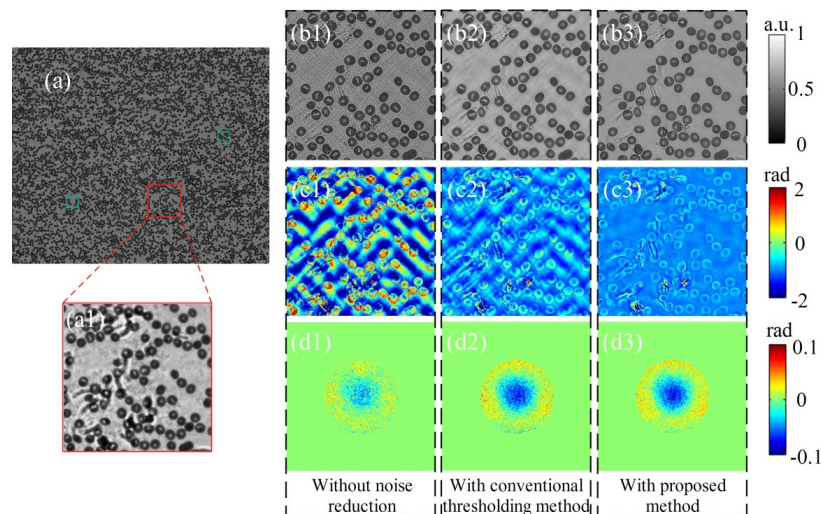 (a)
(a1)
(b1)
(b2)
(b3)
a.u.
1
0.5
0
(c1)
(c2)
(c3)
rad
2
0
-2
(d1)
(d2)
(d3)
rad
0.1
0
-0.1
Without noise
reduction
With conventional
thresholding method
With proposed
method